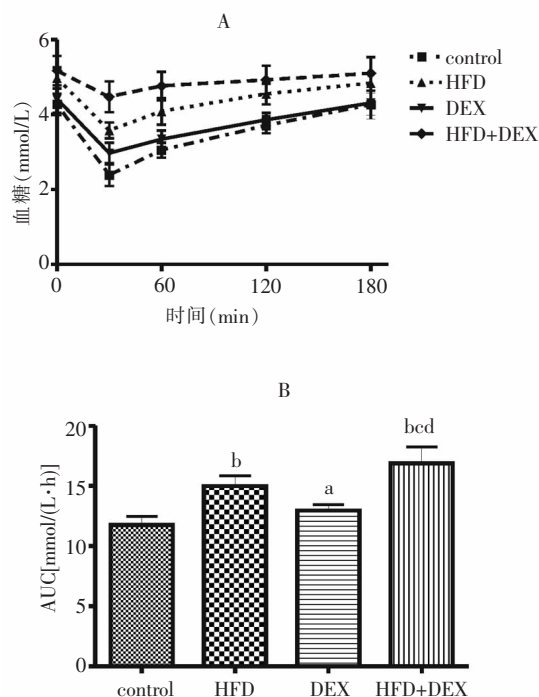 A
6
4
2
0
血糖(mmol/L)
0 60 120 180
时间(min)
control
HFD
DEX
HFD+DEX
B
20
15
10
5
0
AUC[mmol/(L·h)]
b
a
bcd
control HFD DEX HFD+DEX